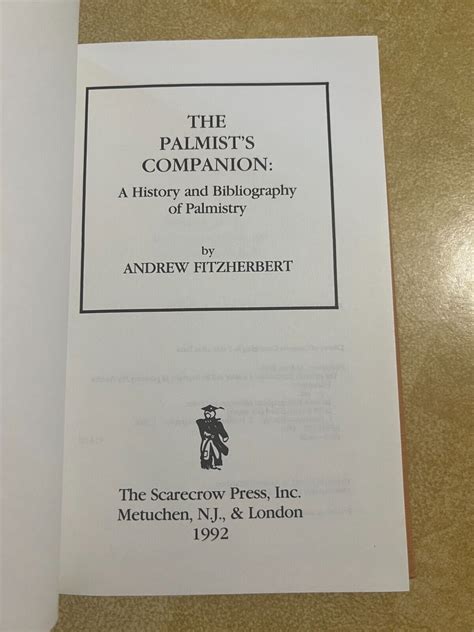 THE
PALMIST'S
COMPANION:
A History and Bibliography
of Palmistry
by
ANDREW FITZHERBERT
The Scarecrow Press, Inc.
Metuchen, N.J., & London
1992